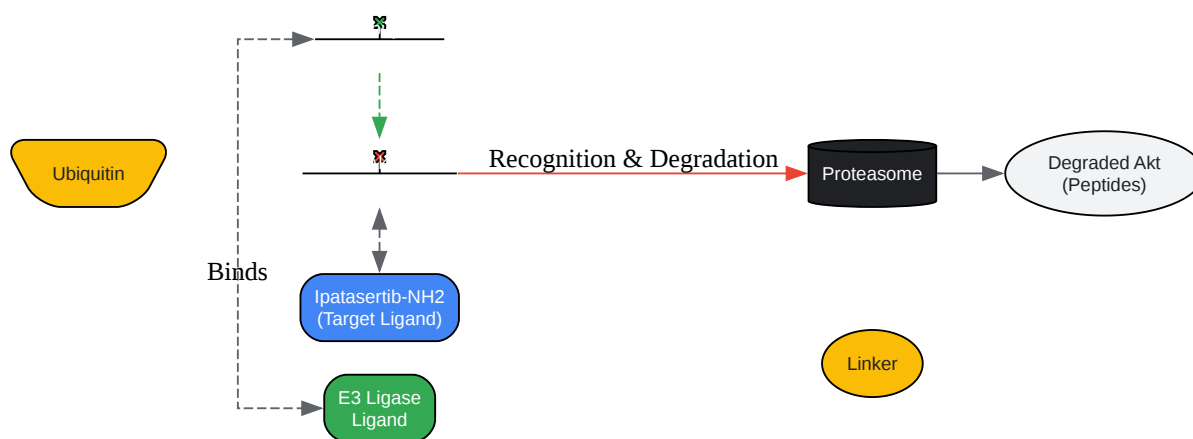 Ubiquitin
Recognition & Degradation
Proteasome
Degraded Akt
(Peptides)
Binds
Ipatasertib-NH2
(Target Ligand)
Linker
E3 Ligase
Ligand